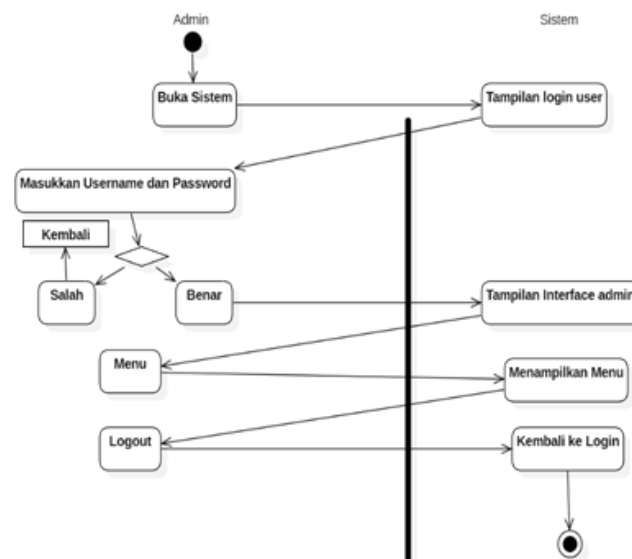 Admin
Sistem
Buka Sistem
Tampilan login user
Masukkan Username dan Password
Kembali
Salah
Benar
Tampilan Interface admin
Menu
Menampilkan Menu
Logout
Kembali ke Login